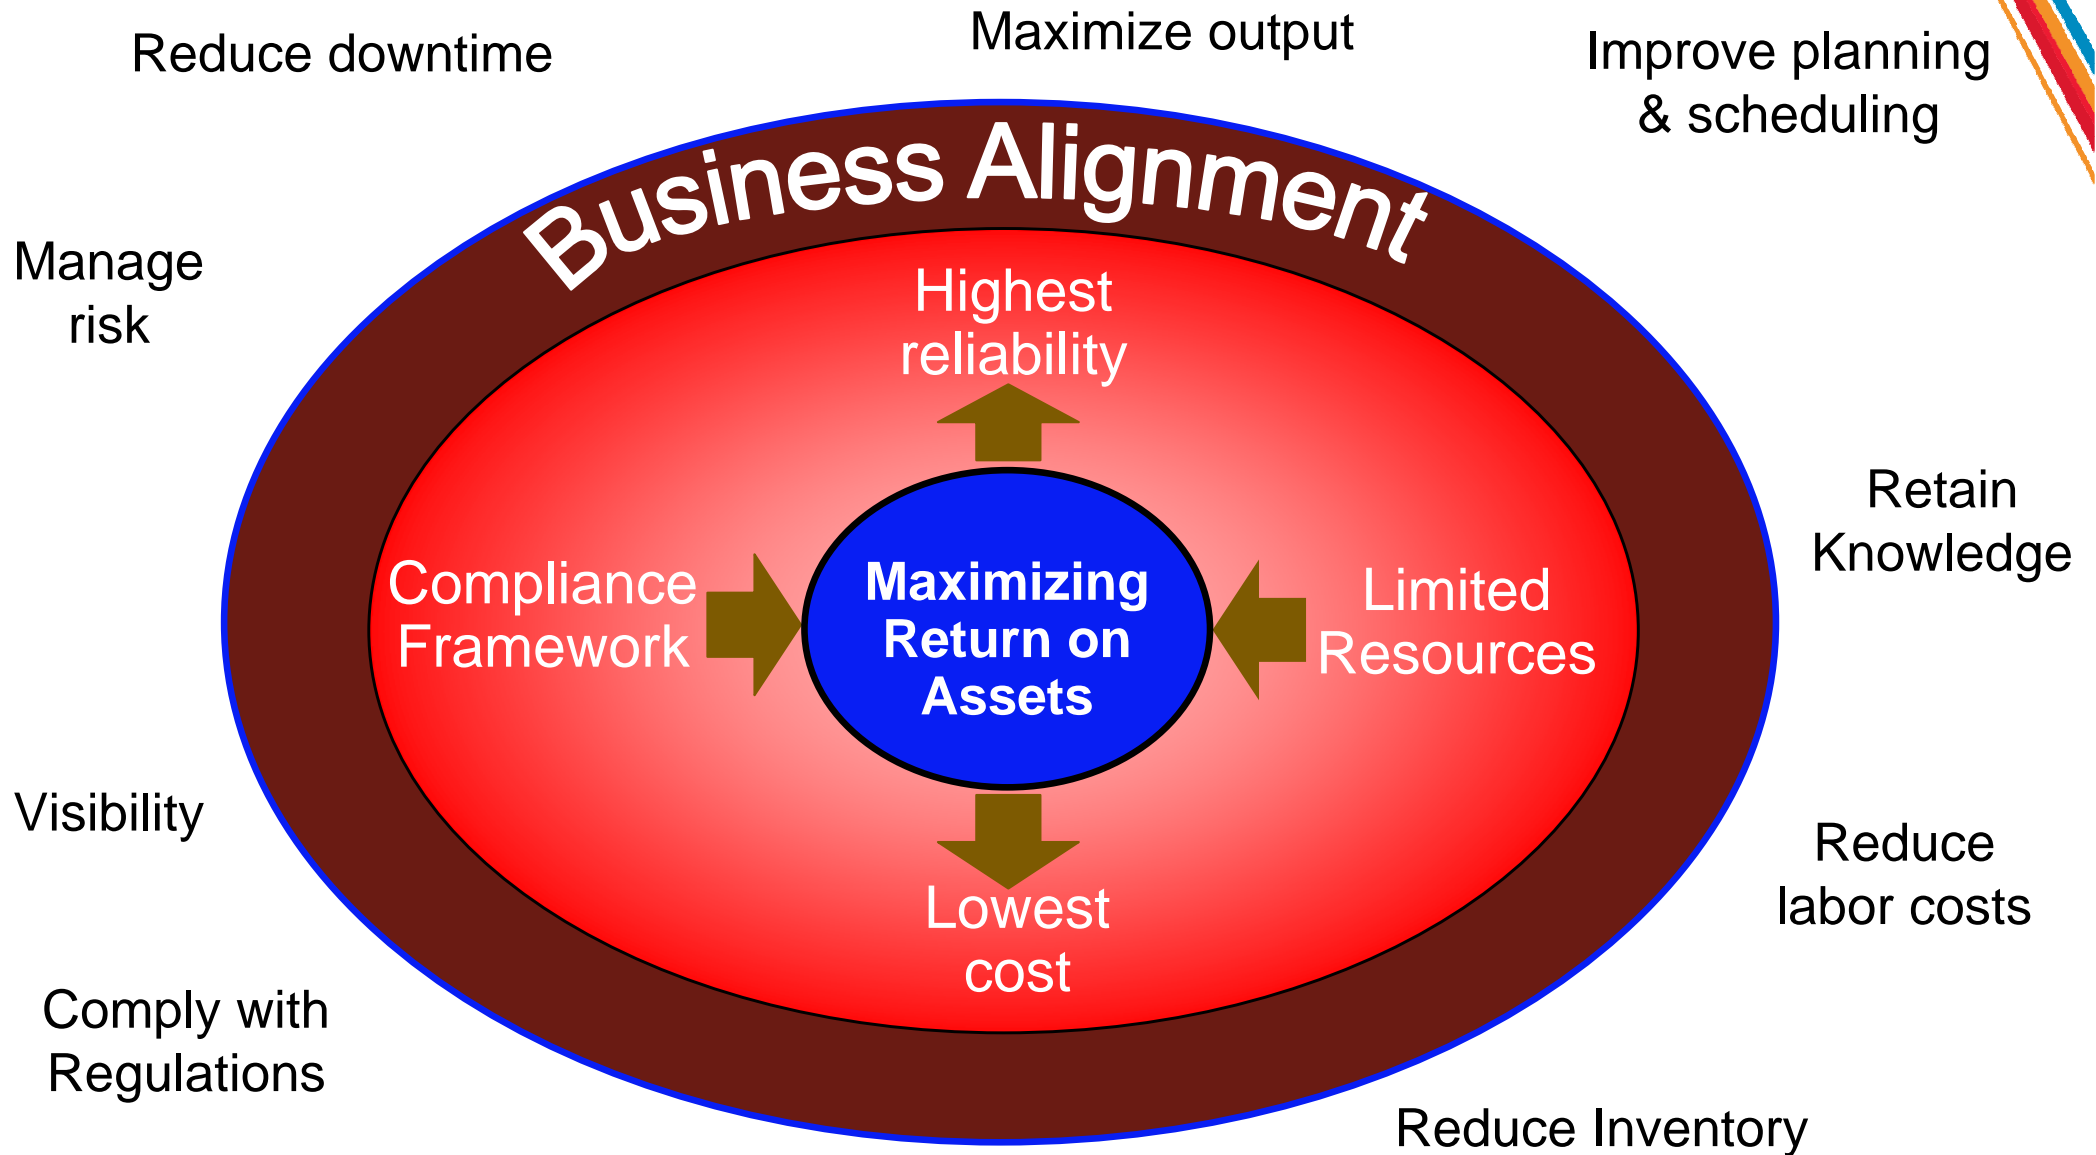 Reduce downtime
Maximize output
Improve planning
& scheduling
Business Alignment
Manage
risk
Highest
reliability
Retain
Knowledge
Compliance
Framework
Maximizing
Return on
Assets
Limited
Resources
Visibility
Reduce
labor costs
Lowest
cost
Comply with
Regulations
Reduce Inventory